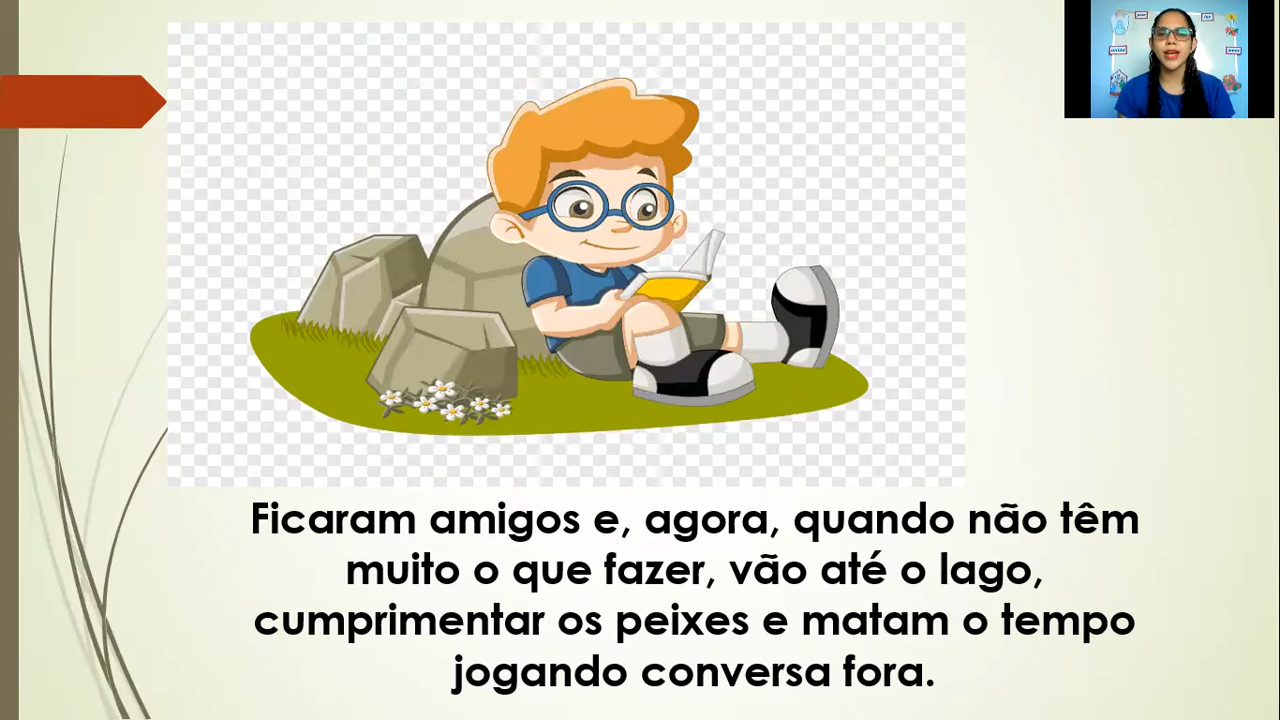 Ficaram amigos e, agora, quando não têm
muito o que fazer, vão até o lago,
cumprimentar os peixes e matam o tempo
jogando conversa fora.